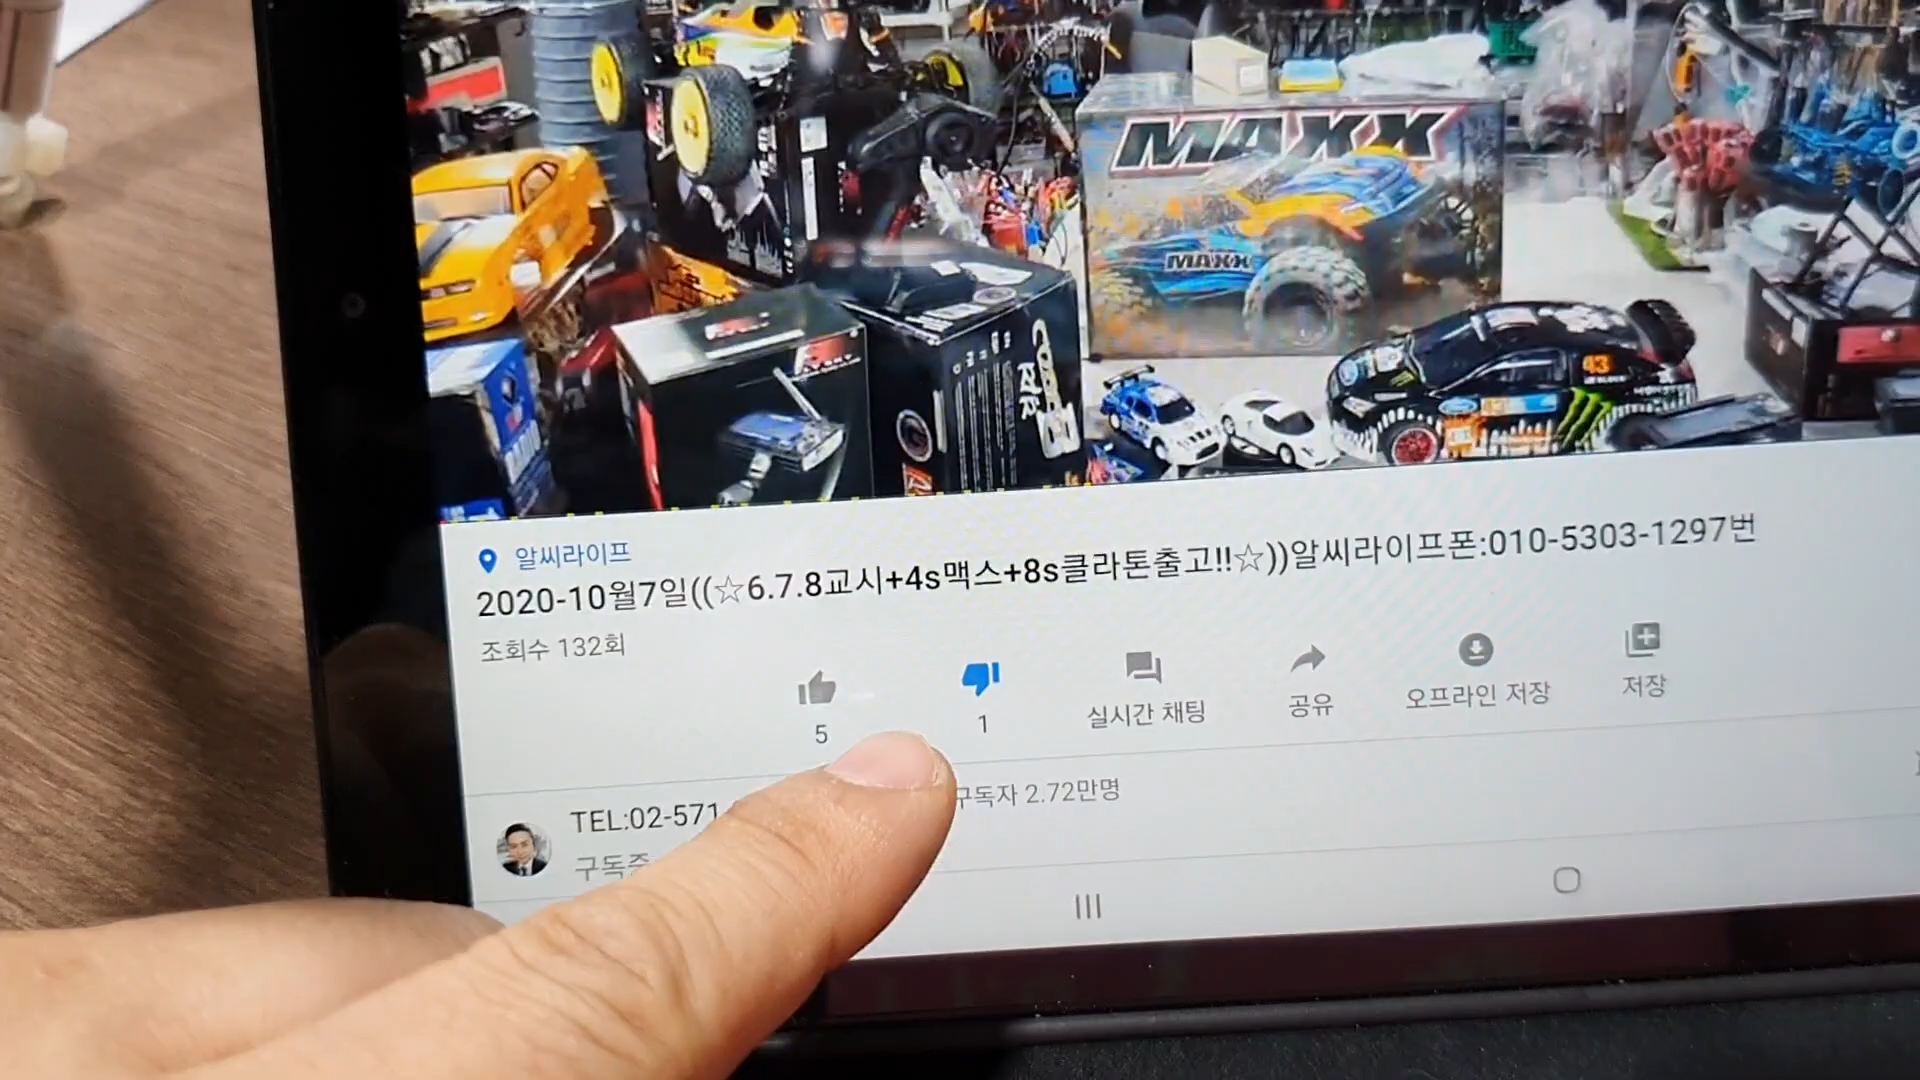 MAXX
MAXX
43
알씨라이프
2020-10월7일((☆6.7.8교시+4s맥스+8s클라톤출고!!☆))알씨라이프폰:010-5303-1297번
조회수 132회
5
1
실시간 채팅
공유
오프라인 저장
저장
TEL:02-571
구독자 2.72만명
구독중